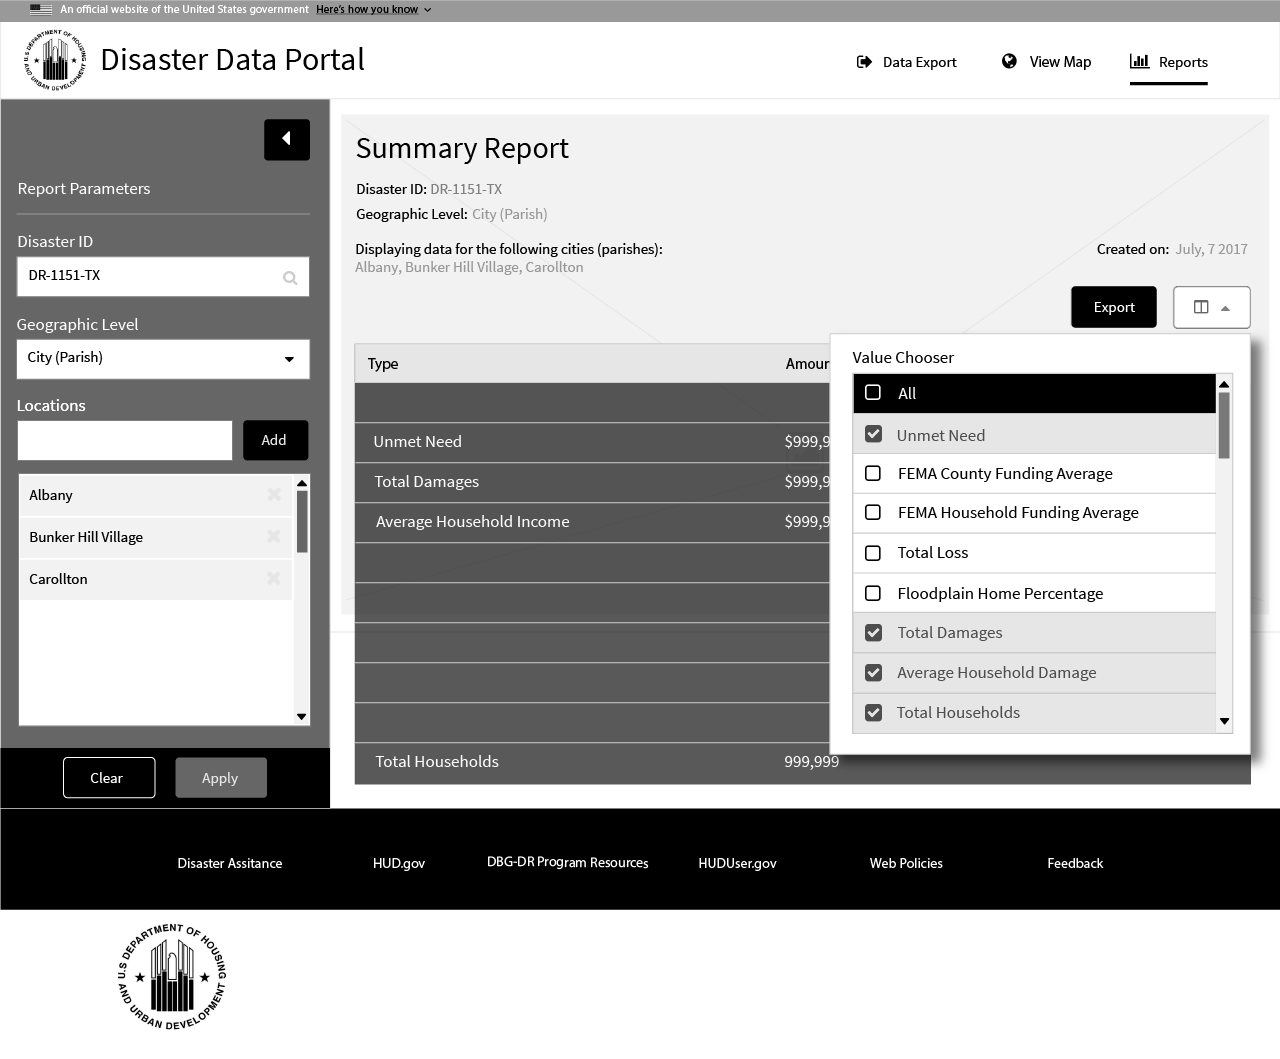 An official website of the United States government Here's how you know
U.S DEPARTMENT OF HOUSING AND URBAN DEVELOPMENT
Disaster Data Portal
Data Export
View Map
Reports
Report Parameters
Disaster ID
DR-1151-TX
Geographic Level
City (Parish)
Locations
Add
Albany
Bunker Hill Village
Carollton
Clear
Apply
Summary Report
Disaster ID: DR-1151-TX
Geographic Level: City (Parish)
Displaying data for the following cities (parishes):
Albany, Bunker Hill Village, Carollton
Created on: July, 7 2017
Export
Type
Amour
Unmet Need $999,9
Total Damages $999,9
Average Household Income $999,9
Total Households 999,999
Value Chooser
All
Unmet Need
FEMA County Funding Average
FEMA Household Funding Average
Total Loss
Floodplain Home Percentage
Total Damages
Average Household Damage
Total Households
Disaster Assitance
HUD.gov
DBG-DR Program Resources
HUDUser.gov
Web Policies
Feedback
U.S DEPARTMENT OF HOUSING AND URBAN DEVELOPMENT